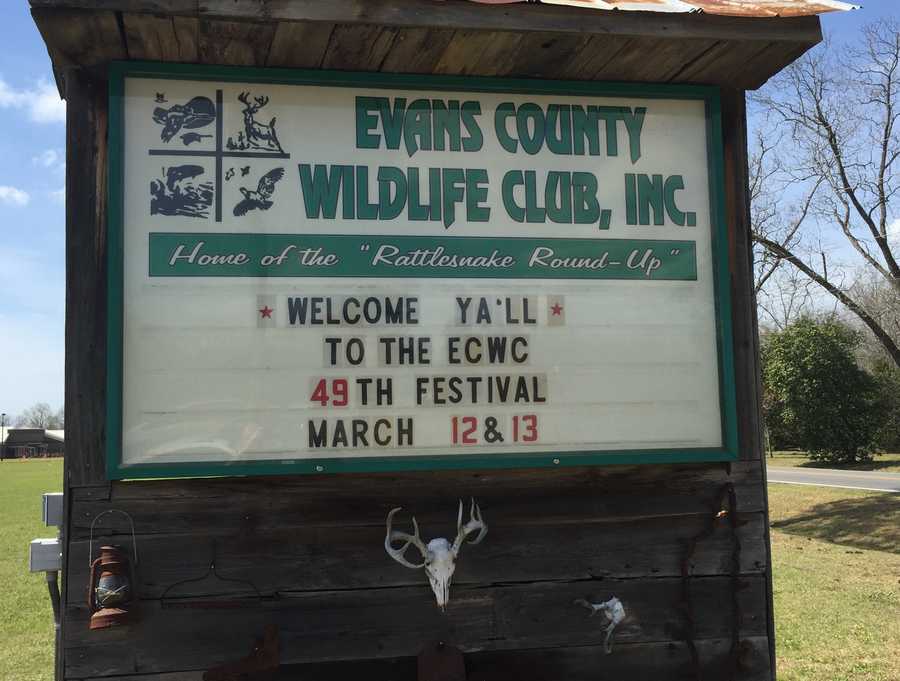 EVANS COUNTY
WILDLIFE CLUB, INC.
Home of the "Rattlesnake Round-Up"
WELCOME YA'LL
TO THE ECWC
49TH FESTIVAL
MARCH 12 & 13